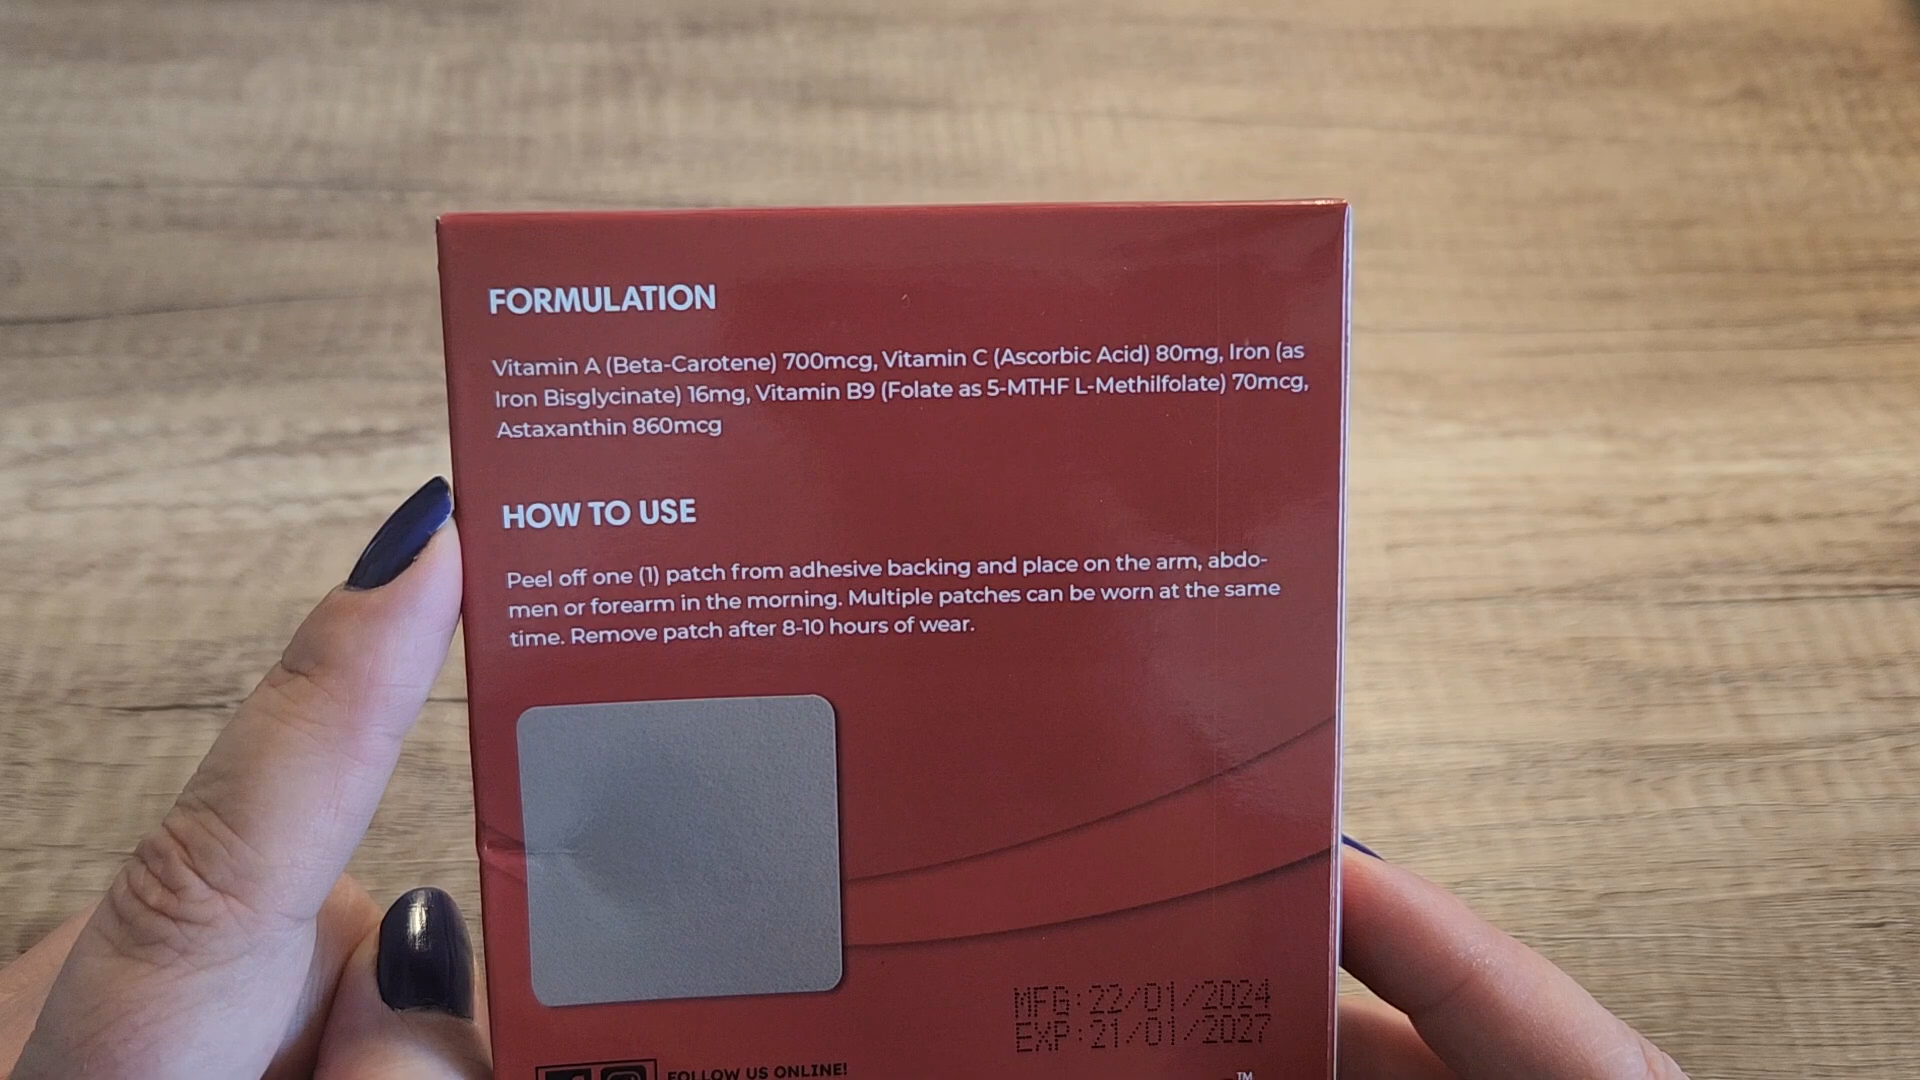 FORMULATION
Vitamin A (Beta-Carotene) 700mcg, Vitamin C (Ascorbic Acid) 80mg, Iron (as
Iron Bisglycinate) 16mg, Vitamin B9 (Folate as 5-MTHF L-Methilfolate) 70mcg,
Astaxanthin 860mcg
HOW TO USE
Peel off one (1) patch from adhesive backing and place on the arm, abdo-
men or forearm in the morning. Multiple patches can be worn at the same
time. Remove patch after 8-10 hours of wear.
MFG:22/01/2024
EXP:21/01/2027
FOLLOW US ONLINE!
TM